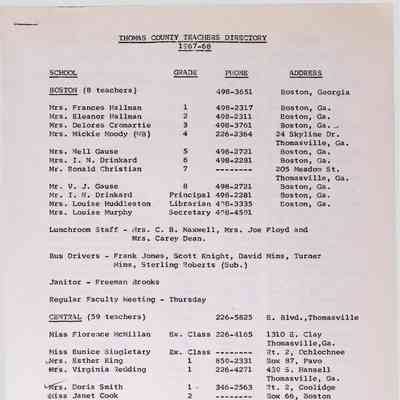 THOMAS COUNTY TEACHERS DIRECTORY
1967-68
SCHOOL GRADE PHONE ADDRESS
BOSTON (8 teachers) 498-3651 Boston, Georgia
Mrs. Frances Hallman 1 498-2317 Boston, Ga.
Mrs. Eleanor Hallman 2 498-2311 Boston, Ga.
Mrs. Delores Cromartie 3 498-3761 Boston, Ga.
Mrs. Mickie Moody 4 226-2364 24 Skyline Dr.
Thomasville, Ga.
Mrs. Nell Gause 5 498-2721 Boston, Ga.
Mrs. I. N. Drinkard 6 498-2281 Boston, Ga.
Mr. Ronald Christian 7 -------- 205 Meadow St.
Thomasville, Ga.
Mr. V. J. Gause 8 498-2721 Boston, Ga.
Mr. I. N. Drinkard Principal 498-2281 Boston, Ga.
Mrs. Louise Huddleston Librarian 498-3335 Boston, Ga.
Mrs. Louise Murphy Secretary 498-4591
Lunchroom Staff - Mrs. C. B. Maxwell, Mrs. Joe Floyd and
Mrs. Carey Dean.
Bus Drivers - Frank Jones, Scott Knight, David Mims, Turner
Mims, Sterling Roberts (Sub.)
Janitor - Freeman Brooks
Regular Faculty Meeting - Thursday
CENTRAL (59 teachers) 226-5825 E. Blvd.,Thomasville
Miss Florence McMillan Ex. Class 226-4165 1310 E. Clay
Thomasville,Ga.
Miss Eunice Singletary Ex. Class -------- Rt. 2, Ochlochnee
Mrs. Esther King 1 850-2331 Box 87, Pavo
Mrs. Virginia Redding 1 226-4271 430 S. Hansell
Thomasville, Ga.
Mrs. Doris Smith 1 346-2563 Rt. 2, Coolidge
Miss Janet Cook 2 -------- Box 66, Boston